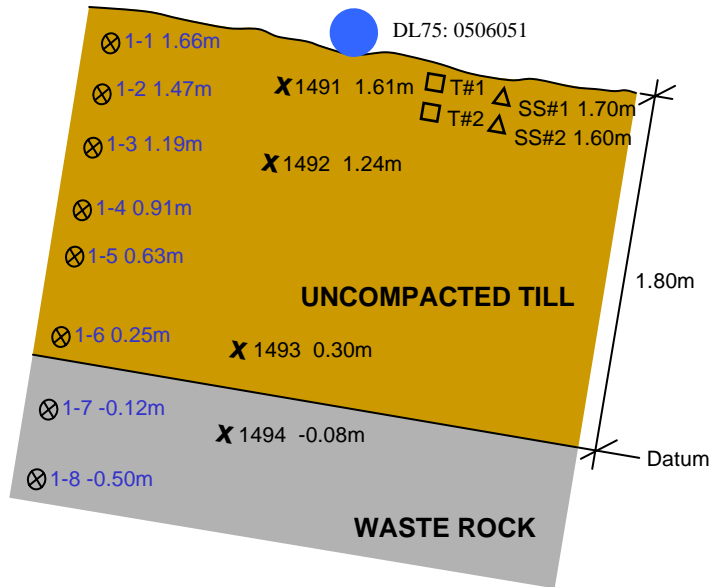 DL75: 0506051
1-1 1.66m
1-2 1.47m
X 1491 1.61m
T#1
SS#1 1.70m
T#2
SS#2 1.60m
1-3 1.19m
X 1492 1.24m
1-4 0.91m
1-5 0.63m
1.80m
UNCOMPACTED TILL
1-6 0.25m
X 1493 0.30m
1-7 -0.12m
X 1494 -0.08m
Datum
1-8 -0.50m
WASTE ROCK